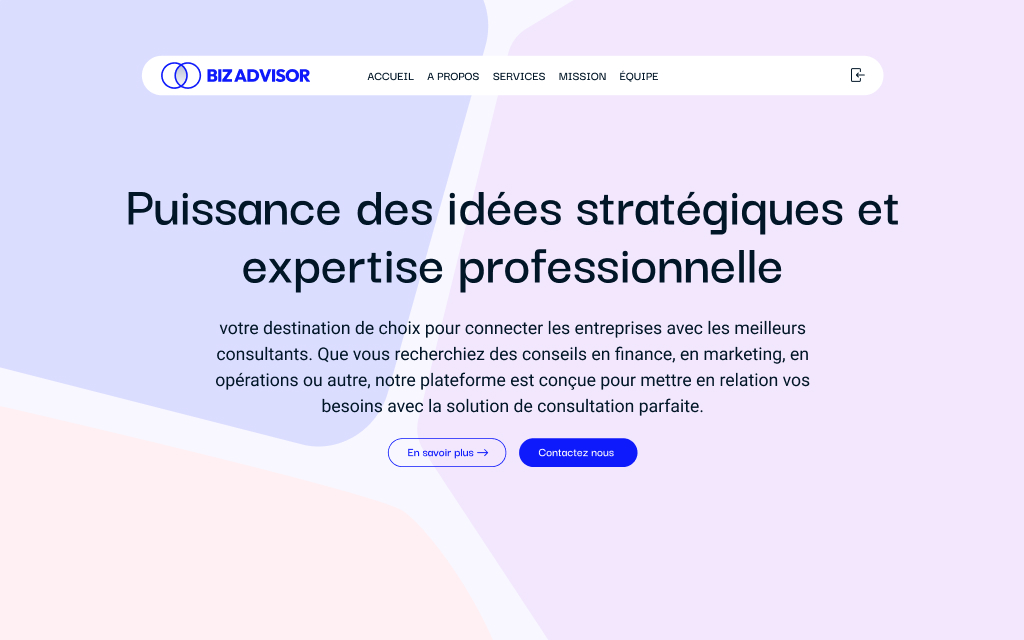 BIZ ADVISOR
ACCUEIL A PROPOS SERVICES MISSION ÉQUIPE
Puissance des idées stratégiques et
expertise professionnelle
votre destination de choix pour connecter les entreprises avec les meilleurs
consultants. Que vous recherchiez des conseils en finance, en marketing, en
opérations ou autre, notre plateforme est conçue pour mettre en relation vos
besoins avec la solution de consultation parfaite.
En savoir plus →
Contactez nous